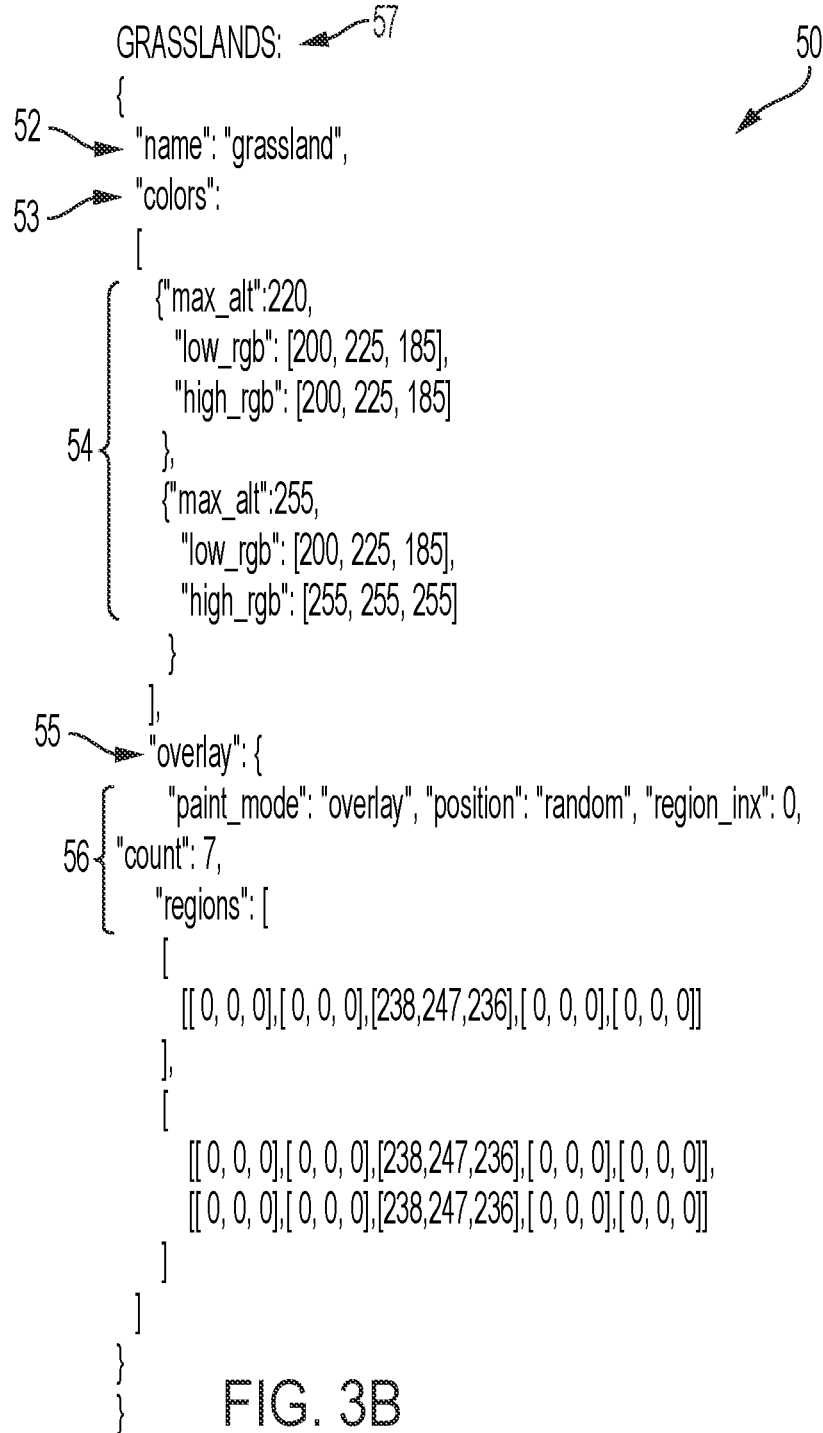 GRASSLANDS: 57
50
{
52 "name": "grassland",
53 "colors":
[
{"max_alt":220,
"low_rgb": [200, 225, 185],
"high_rgb": [200, 225, 185]
54 },
{"max_alt":255,
"low_rgb": [200, 225, 185],
"high_rgb": [255, 255, 255]
}
],
55 "overlay": {
"paint_mode": "overlay", "position": "random", "region_inx": 0,
56 "count": 7,
"regions": [
[
[[ 0, 0, 0],[ 0, 0, 0],[238,247,236],[ 0, 0, 0],[ 0, 0, 0]]
],
[
[[ 0, 0, 0],[ 0, 0, 0],[238,247,236],[ 0, 0, 0],[ 0, 0, 0]],
[[ 0, 0, 0],[ 0, 0, 0],[238,247,236],[ 0, 0, 0],[ 0, 0, 0]]
]
]
}
}
FIG. 3B